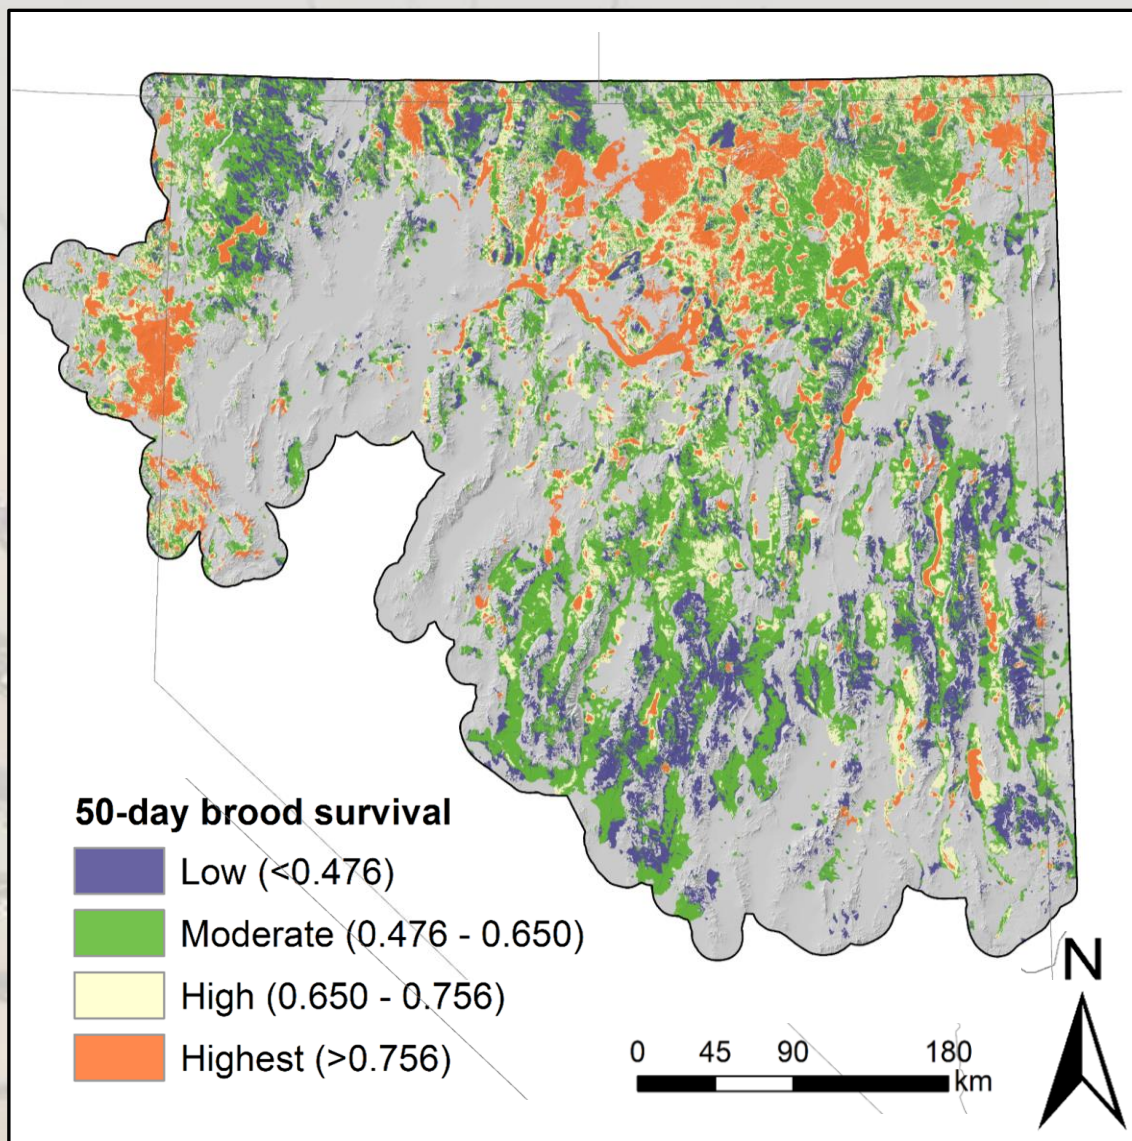 50-day brood survival
Low (<0.476)
Moderate (0.476 - 0.650)
High (0.650 - 0.756)
Highest (>0.756)
N
0 45 90 180
km